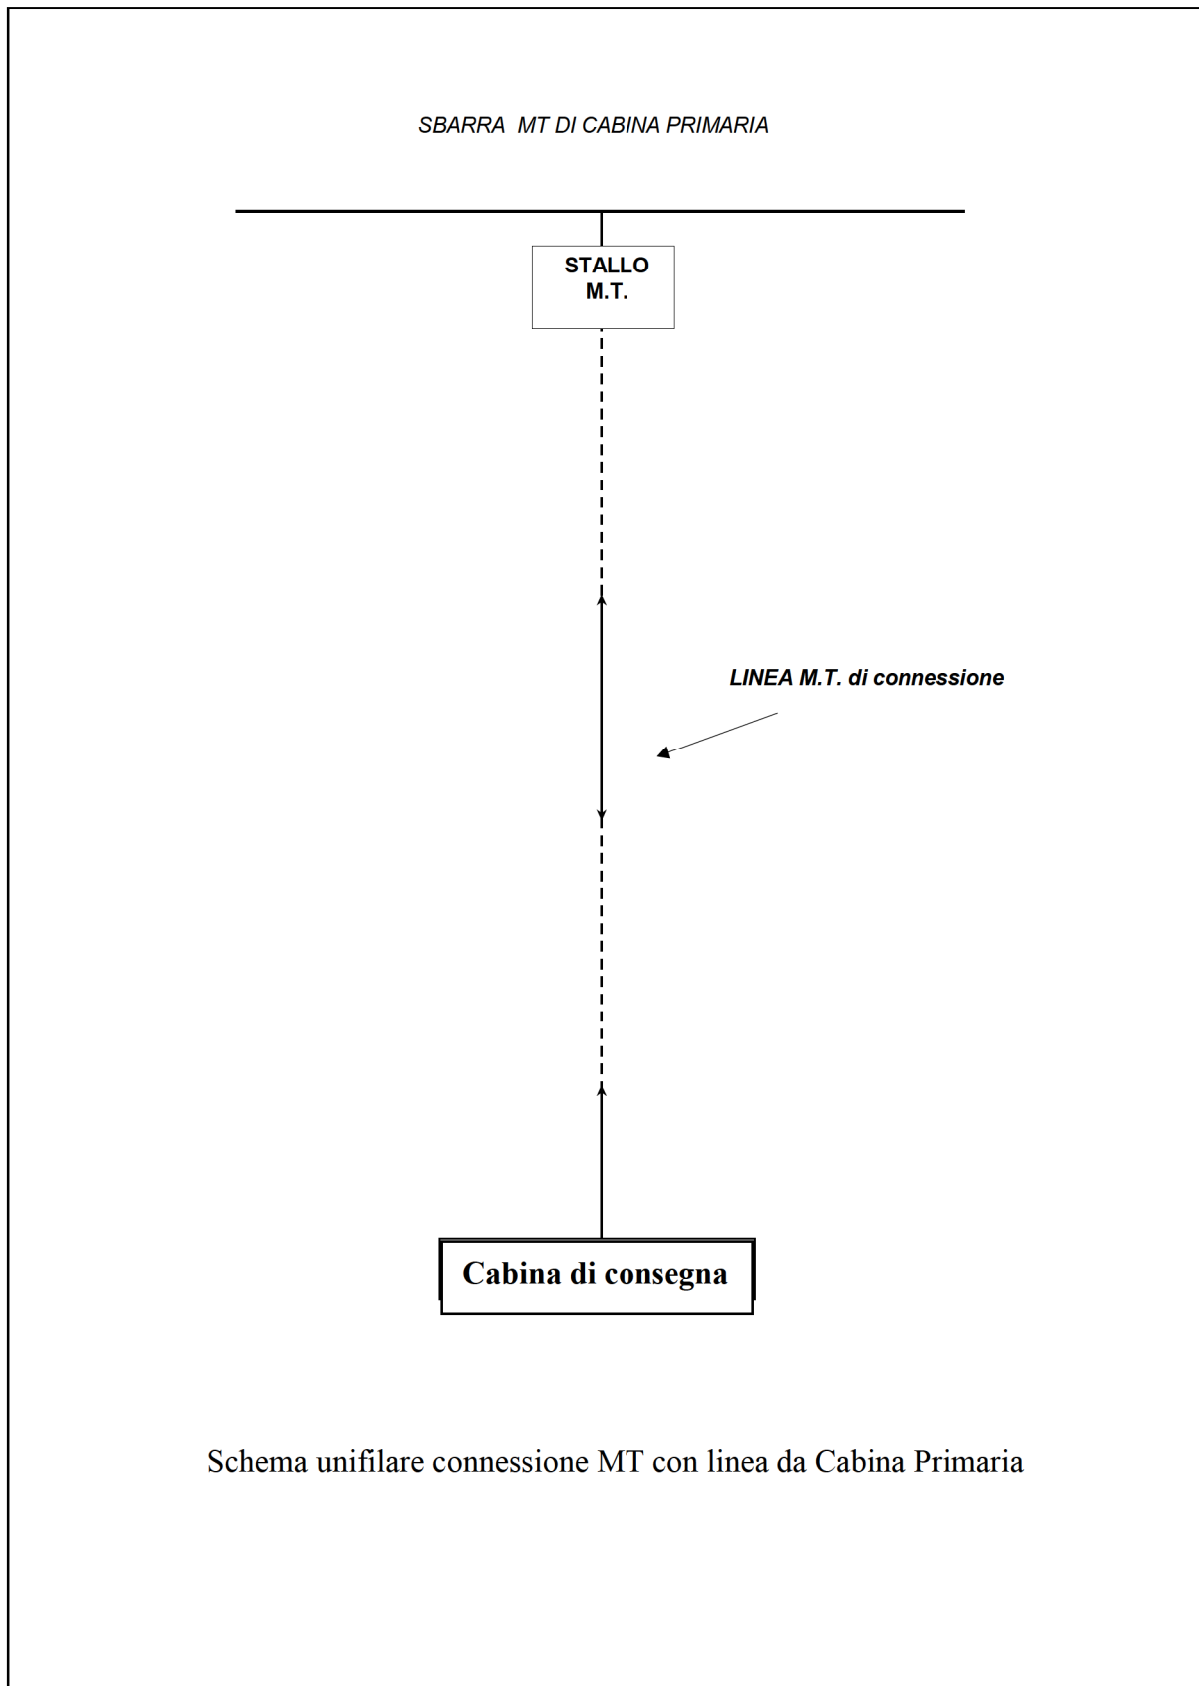 SBARRA MT DI CABINA PRIMARIA
STALLO
M.T.
LINEA M.T. di connessione
Cabina di consegna
Schema unifilare connessione MT con linea da Cabina Primaria